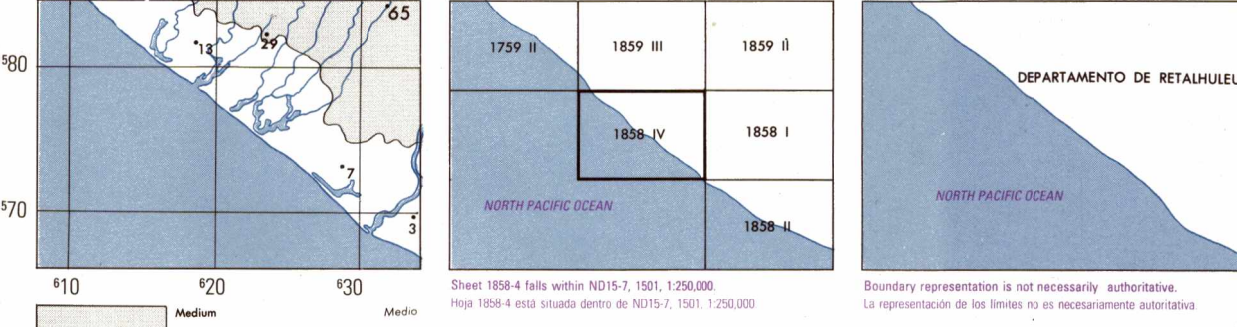 65
13
29
580
7
570
3
610
620
630
Medium
Medio
1759 II
1859 III
1859 II
1858 IV
1858 I
NORTH PACIFIC OCEAN
1858 II
Sheet 1858-4 falls within ND15-7, 1501, 1:250,000.
Hoja 1858-4 está situada dentro de ND15-7, 1501, 1:250,000
DEPARTAMENTO DE RETALHULEU
NORTH PACIFIC OCEAN
Boundary representation is not necessarily authoritative.
La representación de los límites no es necesariamente autoritativa.